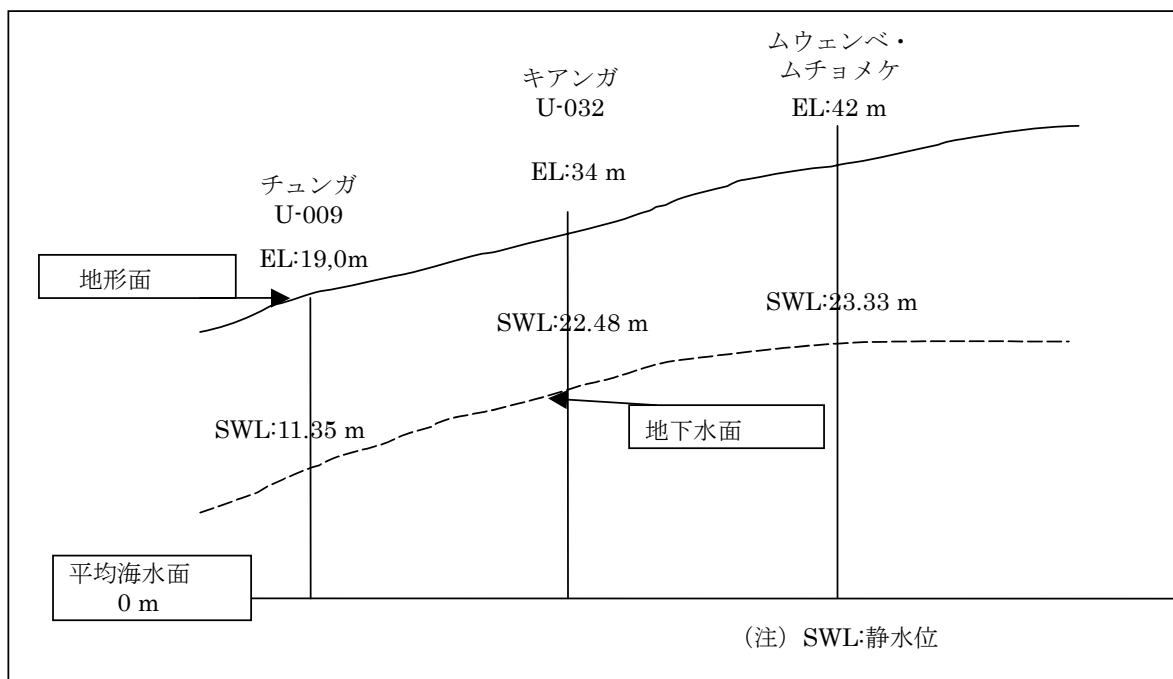 ムウェンベ・
ムチョメケ
EL:42 m
キアンガ
U-032
EL:34 m
チュンガ
U-009
EL:19,0m
地形面
SWL:23.33 m
SWL:22.48 m
SWL:11.35 m
地下水面
平均海水面
0 m
（注）SWL:静水位